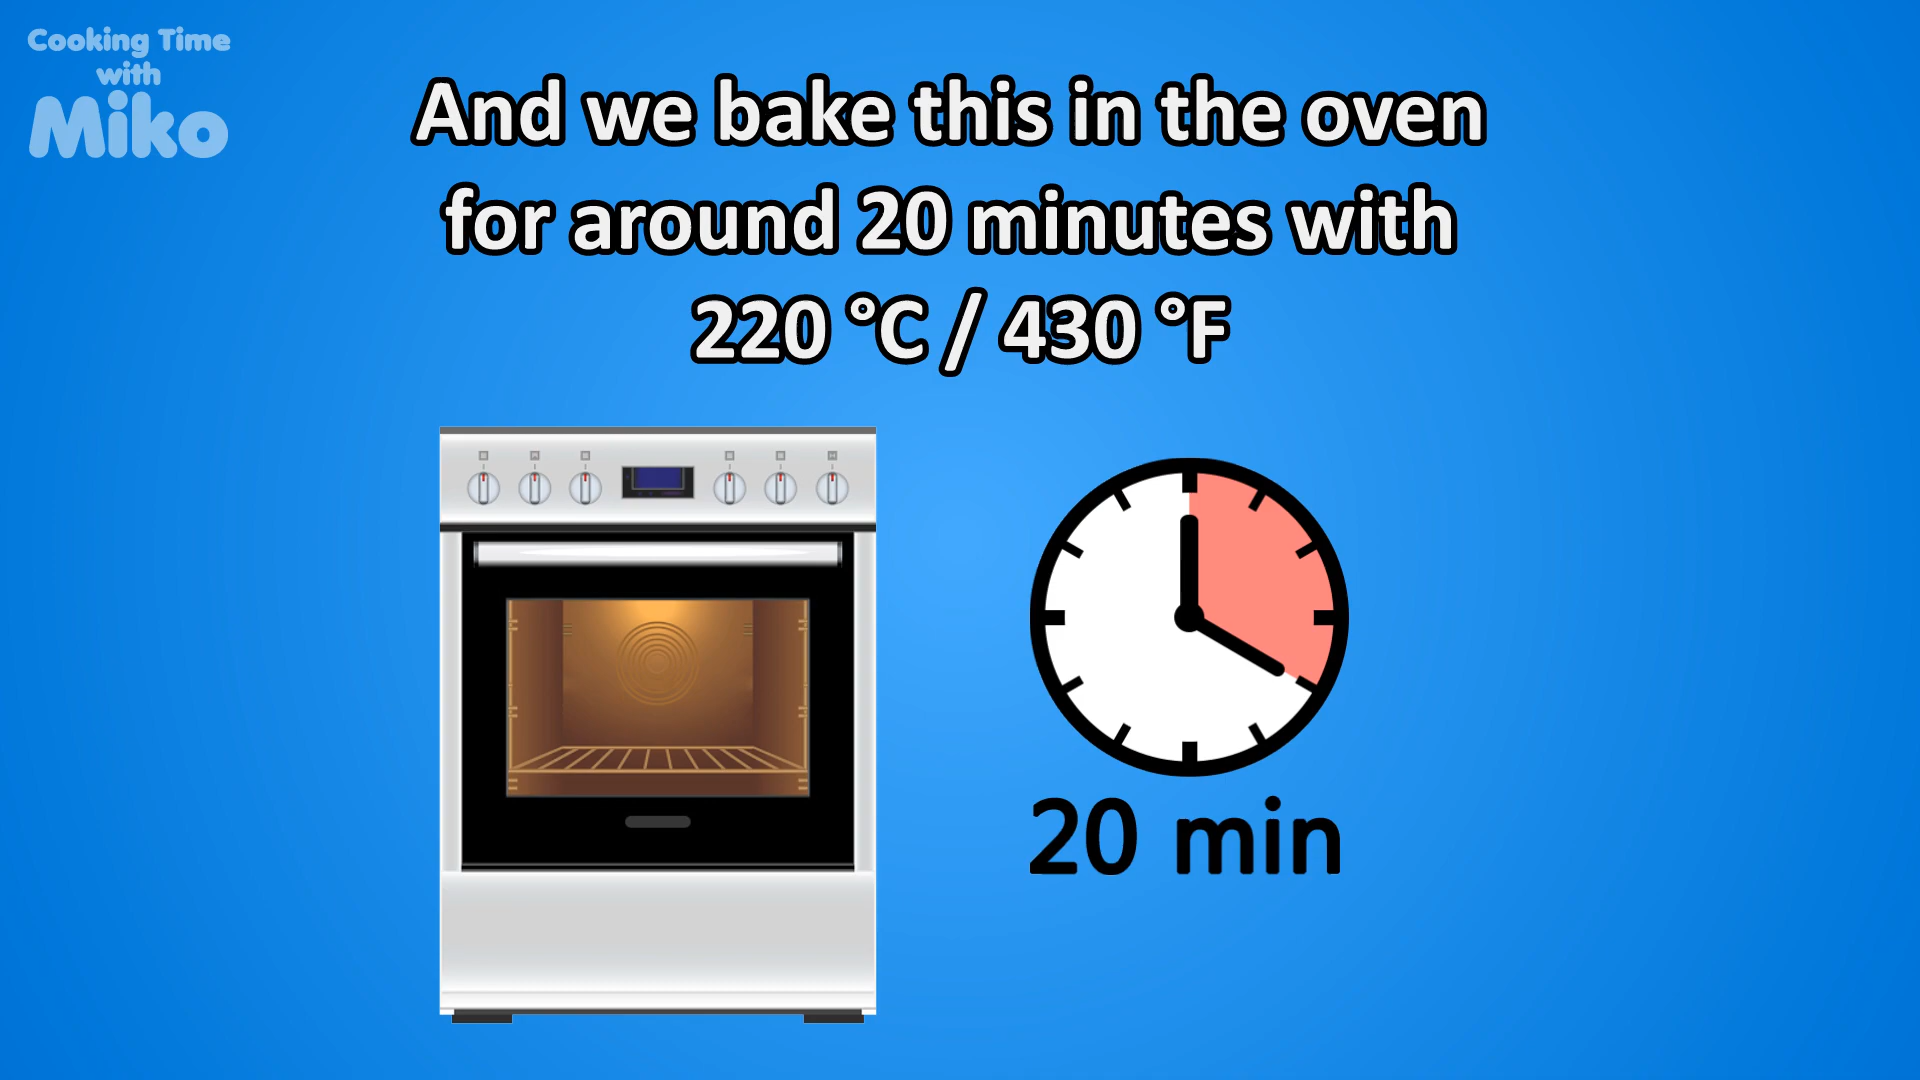 Cooking Time
with
Miko
And we bake this in the oven
for around 20 minutes with
220 °C / 430 °F
20 min